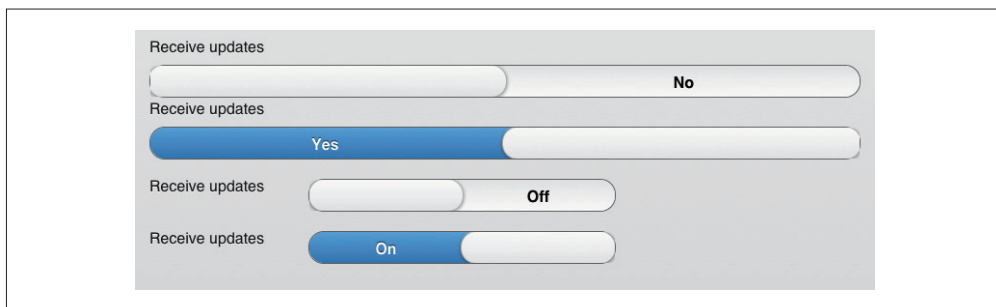 Receive updates
No
Receive updates
Yes
Receive updates Off
Receive updates On